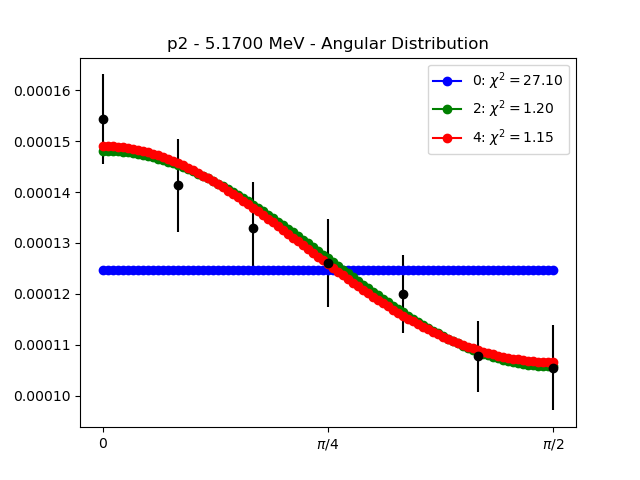 p2 - 5.1700 MeV - Angular Distribution
0: χ² = 27.10
2: χ² = 1.20
4: χ² = 1.15
0.00016
0.00015
0.00014
0.00013
0.00012
0.00011
0.00010
0 π/4 π/2